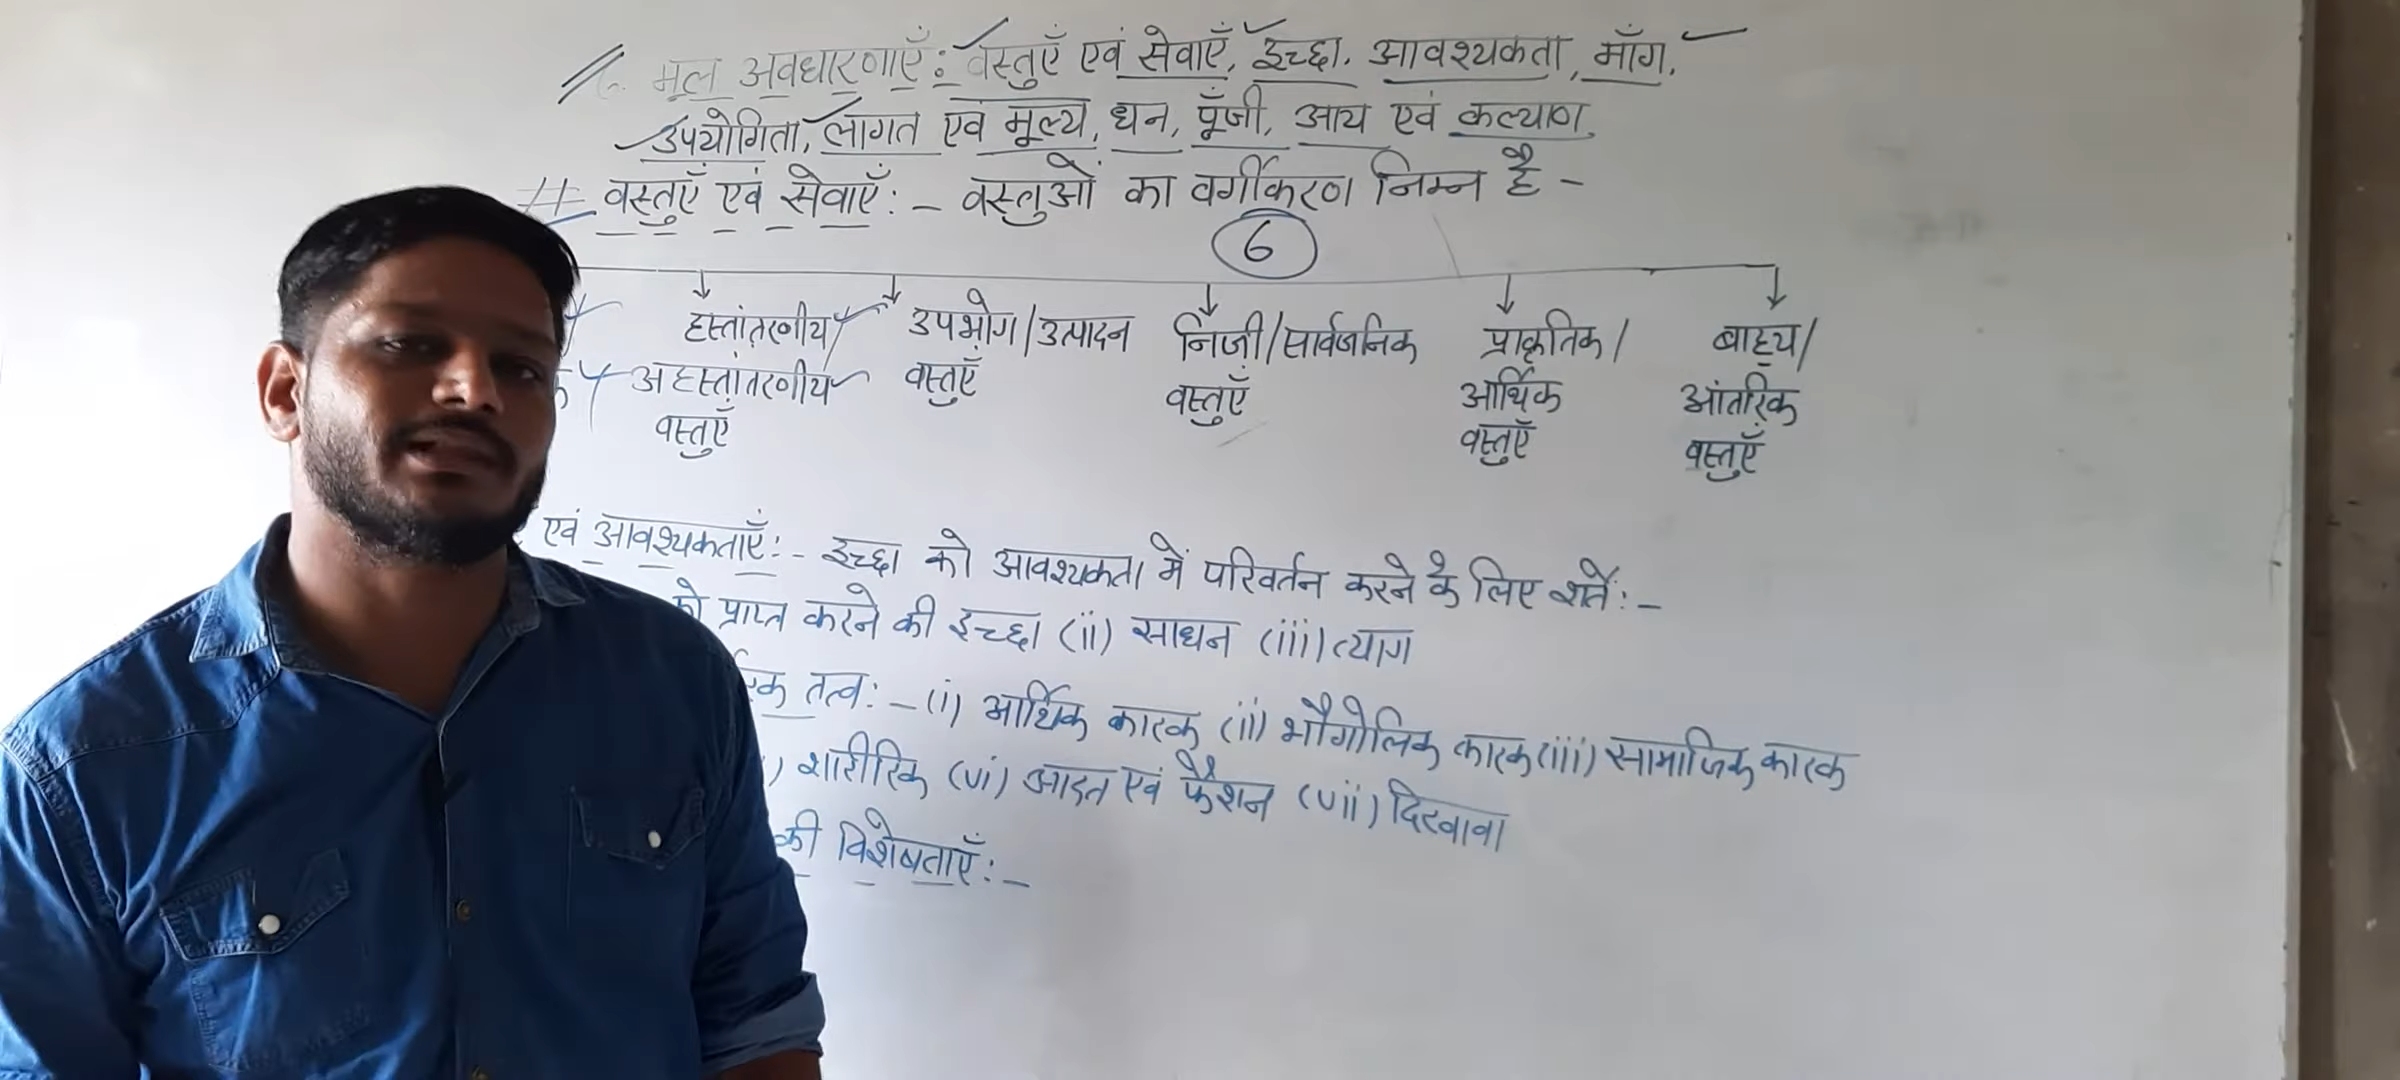 मूल अवधारणाएँ: वस्तुएँ एवं सेवाएँ, इच्छा, आवश्यकता, माँग,
उपयोगिता, लागत एवं मूल्य, धन, पूँजी, आय एवं कल्याण
# वस्तुएँ एवं सेवाएँ:- वस्तुओं का वर्गीकरण निम्न है -
6
हस्तांतरणीय/ उपभोग/उत्पादन निजी/सार्वजनिक प्राकृतिक/ बाह्य/
अहस्तांतरणीय वस्तुएँ वस्तुएँ आर्थिक आंतरिक
वस्तुएँ वस्तुएँ वस्तुएँ
एवं आवश्यकताएँ:- इच्छा को आवश्यकता में परिवर्तन करने के लिए शर्तें:-
प्राप्त करने की इच्छा (ii) साधन (iii) त्याग
तत्व:- (i) आर्थिक कारक (ii) भौगोलिक कारक (iii) सामाजिक कारक
शारीरिक (vi) आदत एवं फैशन (vii) दिखावा
की विशेषताएँ:-